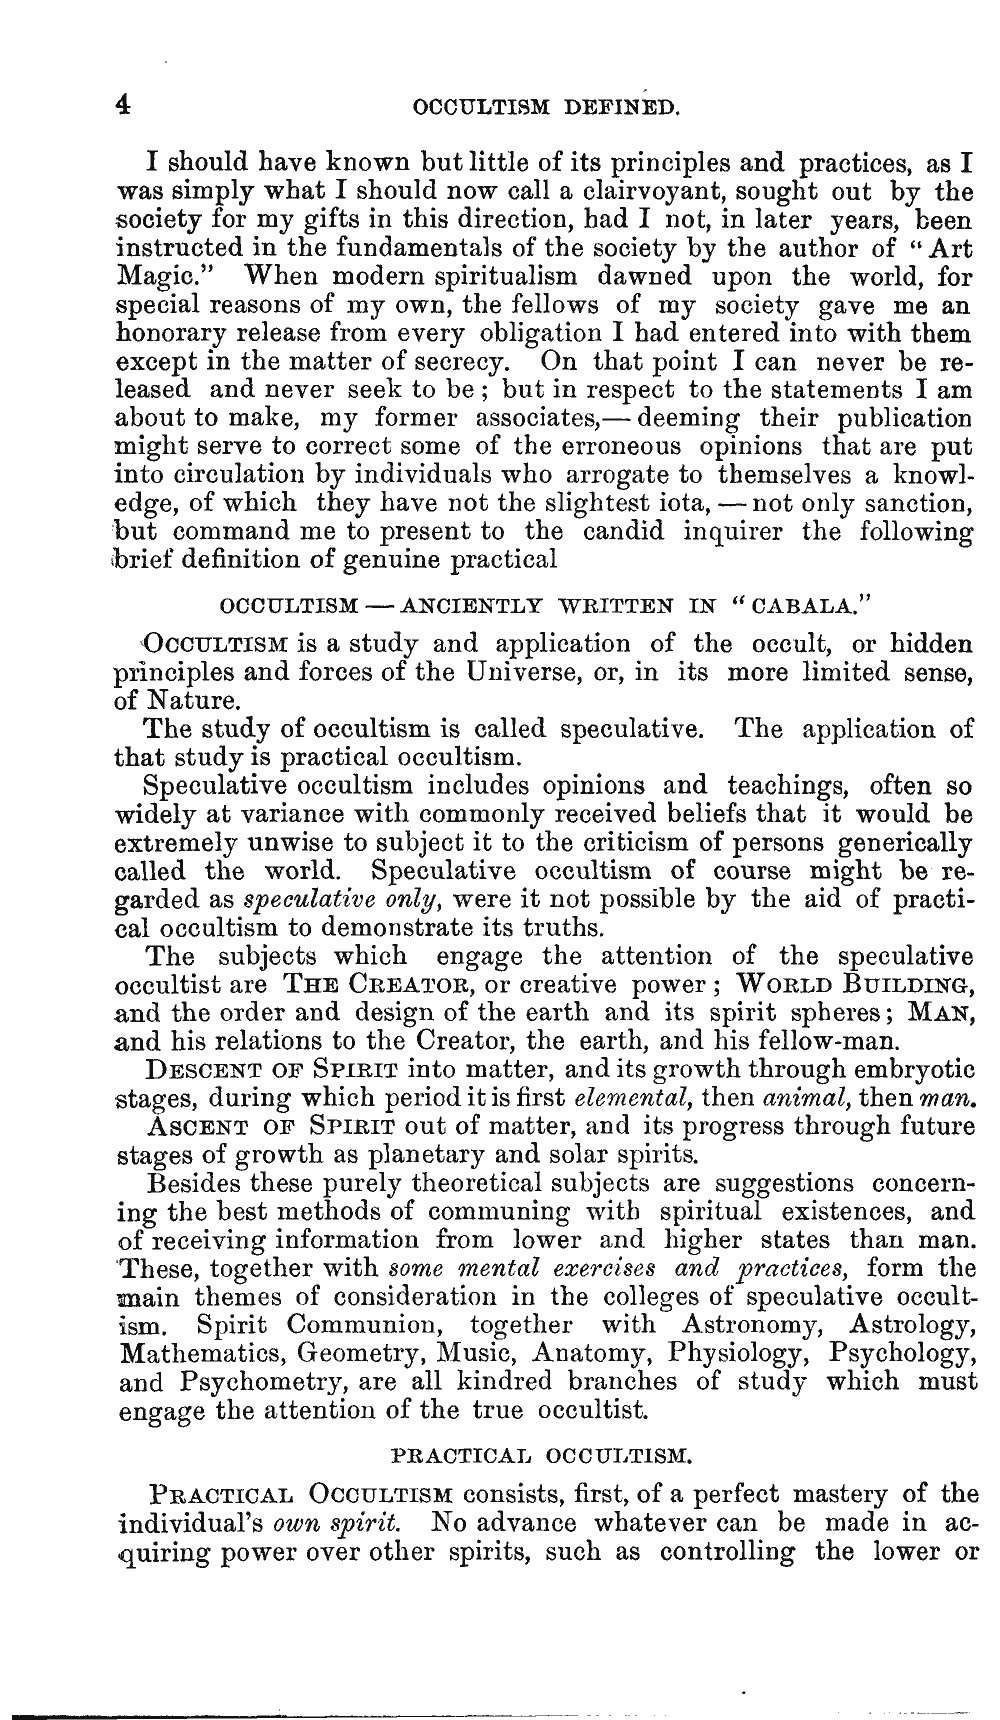 4 OCCULTISM DEFINED.
I should have known but little of its principles and practices, as I
was simply what I should now call a clairvoyant, sought out by the
society for my gifts in this direction, had I not, in later years, been
instructed in the fundamentals of the society by the author of “Art
Magic.” When modern spiritualism dawned upon the world, for
special reasons of my own, the fellows of my society gave me an
honorary release from every obligation I had entered into with them
except in the matter of secrecy. On that point I can never be re-
leased and never seek to be; but in respect to the statements I am
about to make, my former associates,— deeming their publication
might serve to correct some of the erroneous opinions that are put
into circulation by individuals who arrogate to themselves a knowl-
edge, of which they have not the slightest iota, — not only sanction,
but command me to present to the candid inquirer the following
brief definition of genuine practical
OCCULTISM — ANCIENTLY WRITTEN IN “CABALA.”
OCCULTISM is a study and application of the occult, or hidden
principles and forces of the Universe, or, in its more limited sense,
of Nature.
The study of occultism is called speculative. The application of
that study is practical occultism.
Speculative occultism includes opinions and teachings, often so
widely at variance with commonly received beliefs that it would be
extremely unwise to subject it to the criticism of persons generically
called the world. Speculative occultism of course might be re-
garded as speculative only, were it not possible by the aid of practi-
cal occultism to demonstrate its truths.
The subjects which engage the attention of the speculative
occultist are THE CREATOR, or creative power; WORLD BUILDING,
and the order and design of the earth and its spirit spheres; MAN,
and his relations to the Creator, the earth, and his fellow-man.
DESCENT OF SPIRIT into matter, and its growth through embryotic
stages, during which period it is first elemental, then animal, then man.
ASCENT OF SPIRIT out of matter, and its progress through future
stages of growth as planetary and solar spirits.
Besides these purely theoretical subjects are suggestions concern-
ing the best methods of communing with spiritual existences, and
of receiving information from lower and higher states than man.
These, together with some mental exercises and practices, form the
main themes of consideration in the colleges of speculative occult-
ism. Spirit Communion, together with Astronomy, Astrology,
Mathematics, Geometry, Music, Anatomy, Physiology, Psychology,
and Psychometry, are all kindred branches of study which must
engage the attention of the true occultist.
PRACTICAL OCCULTISM.
PRACTICAL OCCULTISM consists, first, of a perfect mastery of the
individual's own spirit. No advance whatever can be made in ac-
quiring power over other spirits, such as controlling the lower or